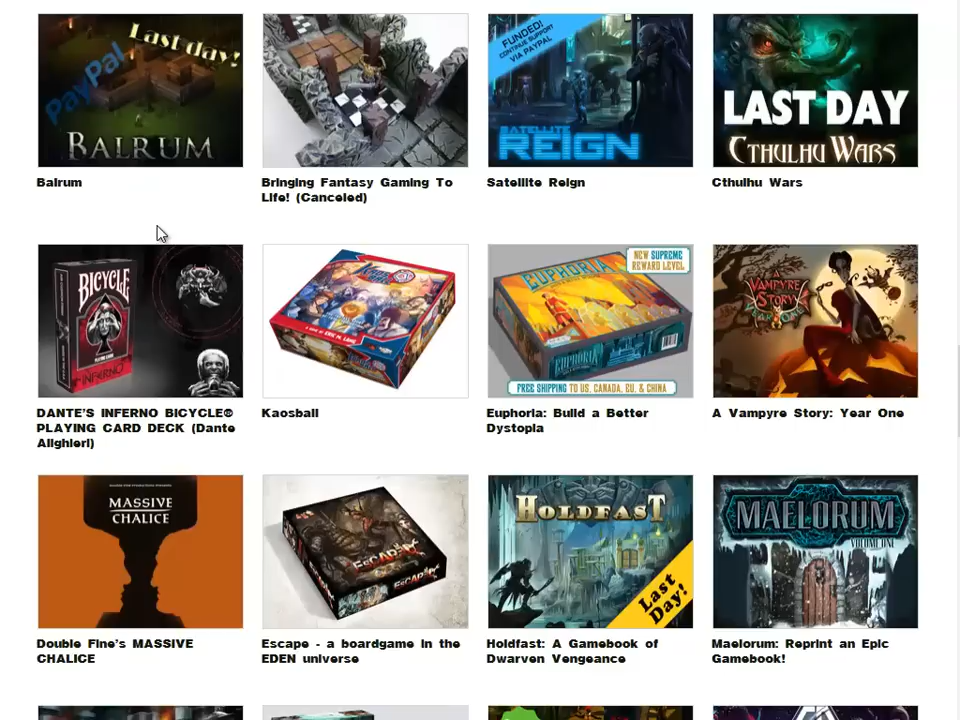 Last day!
PayPal
BALRUM
FUNDED!
CONTINUE SUPPORT
VIA PAYPAL
SATELLITE
REIGN
LAST DAY
CTHULHU WARS
Balrum
Bringing Fantasy Gaming To
Life! (Canceled)
Satellite Reign
Cthulhu Wars
BICYCLE
INFERNO
EUPHORIA
NEW SUPREME
REWARD LEVEL
EUPHORIA
FREE SHIPPING TO US, CANADA, EU, & CHINA
A VAMPYRE
STORY
YEAR ONE
DANTE'S INFERNO BICYCLE®
PLAYING CARD DECK (Dante
Alighieri)
Kaosball
Euphoria: Build a Better
Dystopia
A Vampyre Story: Year One
MASSIVE
CHALICE
ESCAPE
ESCAPE
HOLDFAST
Last
Day!
MAELORUM
VOLUME ONE
Double Fine's MASSIVE
CHALICE
Escape - a boardgame in the
EDEN universe
Holdfast: A Gamebook of
Dwarven Vengeance
Maelorum: Reprint an Epic
Gamebook!